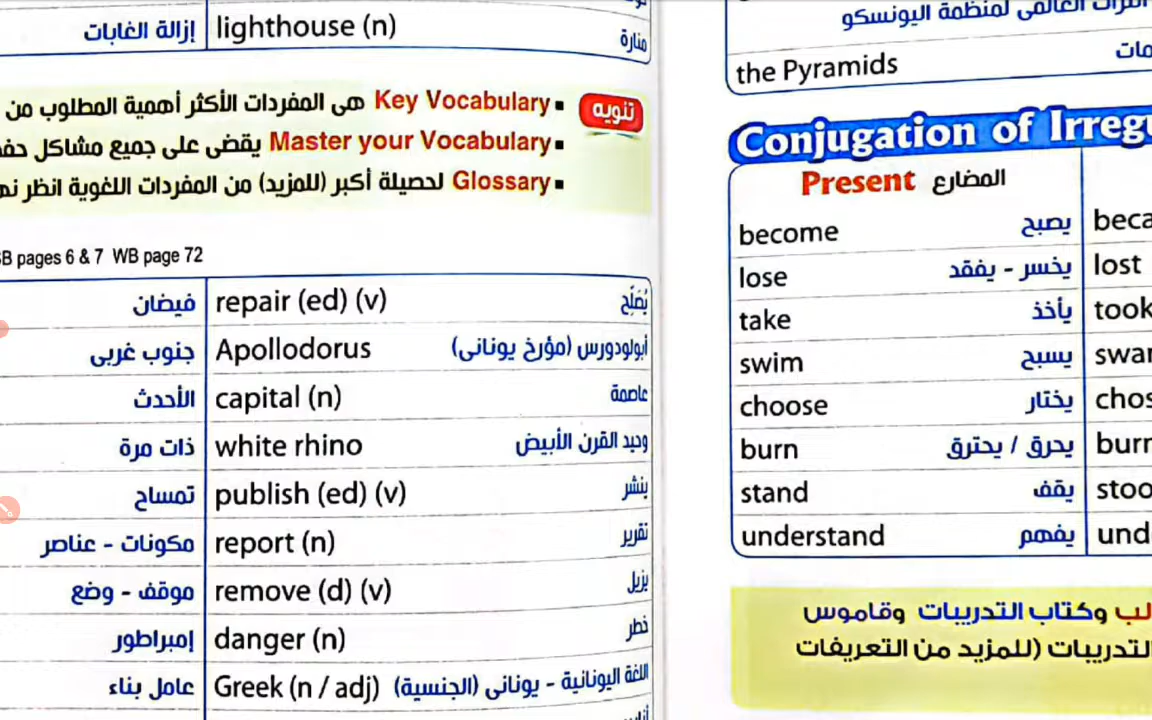 إزالة الغابات lighthouse (n) منارة
تنويه
Key Vocabulary هى المفردات الأكثر أهمية المطلوب من
Master your Vocabulary يقضى على جميع مشاكل
Glossary لحصيلة أكبر (للمزيد) من المفردات اللغوية انظر
SB pages 6 & 7 WB page 72
فيضان repair (ed) (v) يُصَلِّح
جنوب غربى Apollodorus أبولودورس (مؤرخ يونانى)
الأحدث capital (n) عاصمة
ذات مرة white rhino وحيد القرن الأبيض
تمساح publish (ed) (v) ينشر
مكونات - عناصر report (n) تقرير
موقف - وضع remove (d) (v) يزيل
إمبراطور danger (n) خطر
عامل بناء Greek (n / adj) اللغة اليونانية - يونانى (الجنسية)
العالمى لمنظمة اليونسكو
the Pyramids
Conjugation of Irregu
Present المضارع
become يصبح beca
lose يخسر - يفقد lost
take يأخذ took
swim يسبح swar
choose يختار chos
burn يحرق / يحترق burr
stand يقف stoo
understand يفهم und
وكتاب التدريبات وقاموس
التدريبات (للمزيد من التعريفات